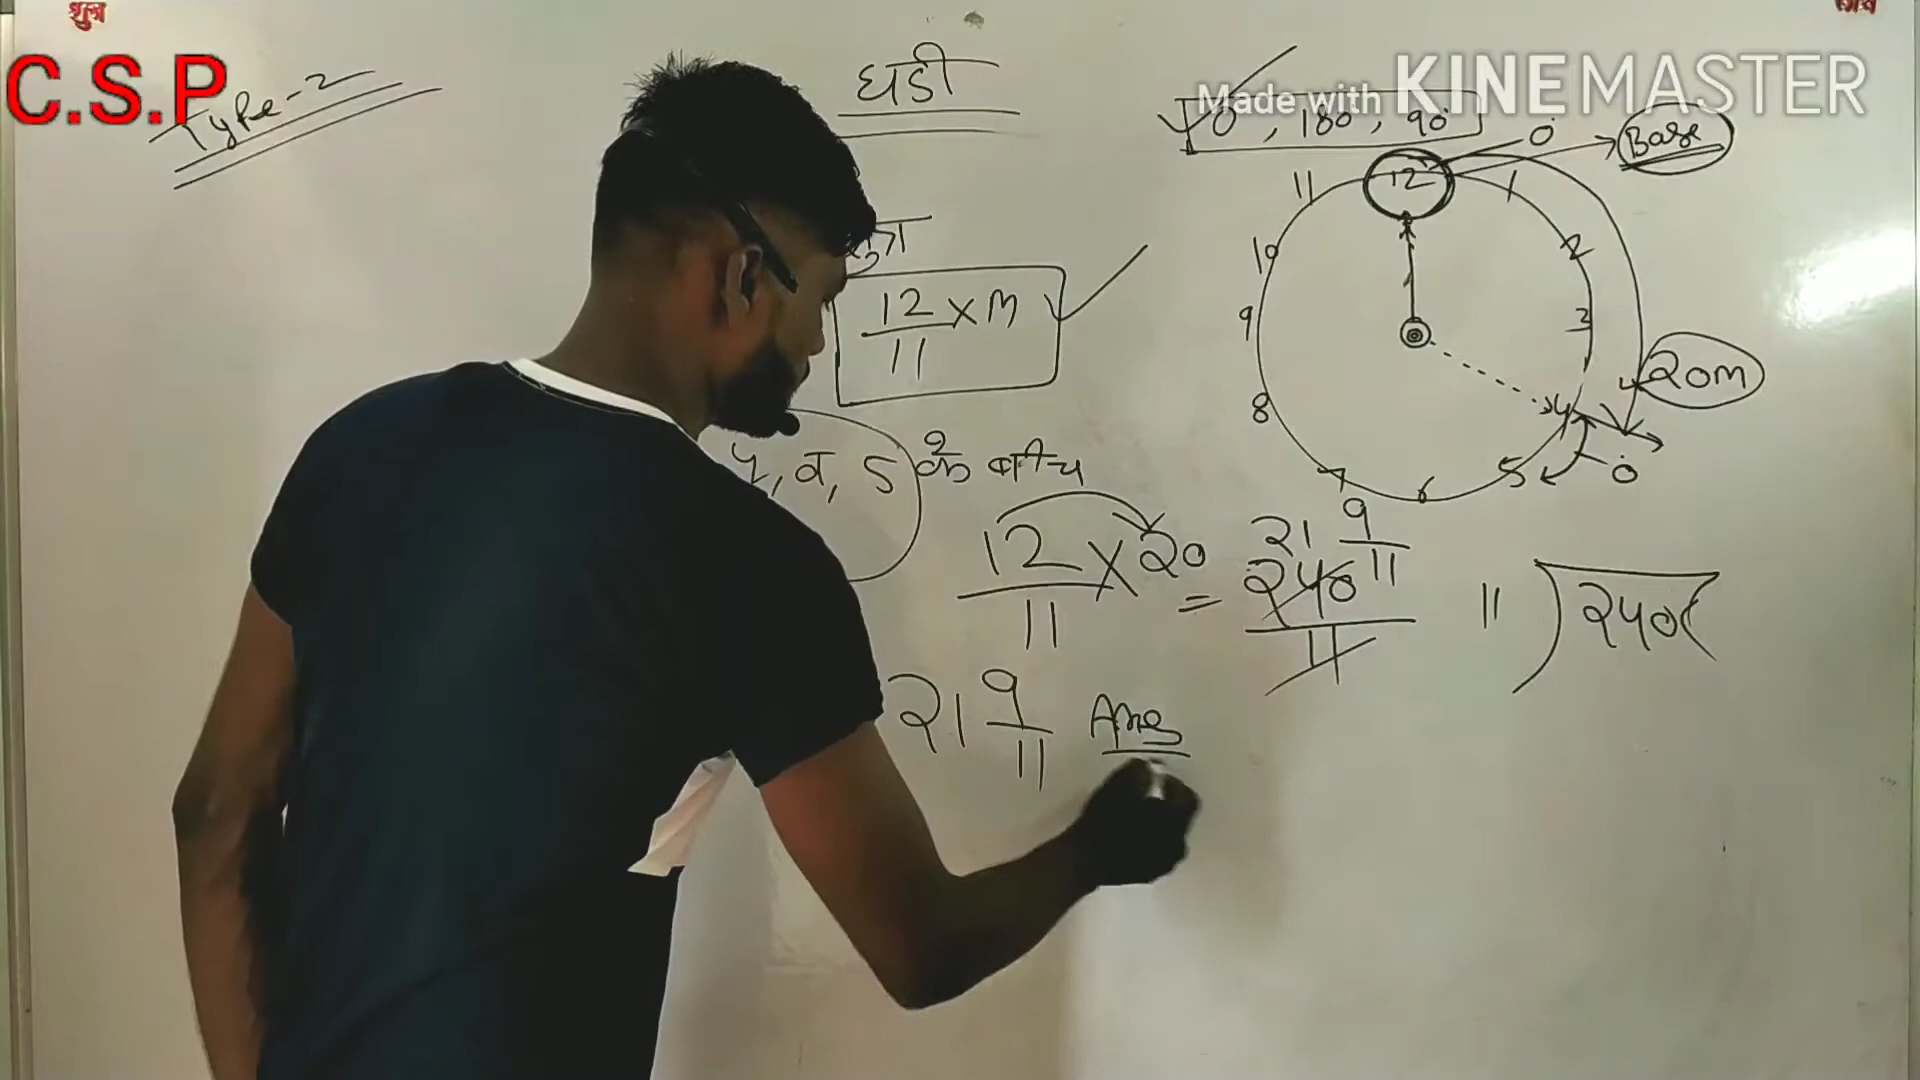 शुभ
लाभ
C.S.P
Made with KINEMASTER
Type-2
घडी
0°, 180°, 90°
0°
Base
12
11
1
10
2
9
3
8
4
7
5
6
20m
0°
12/11 × m
4, व, 5 के बीच
12/11 × 20 = 240/11
21 9/11
11 ) 240 (
21 9/11 Ans